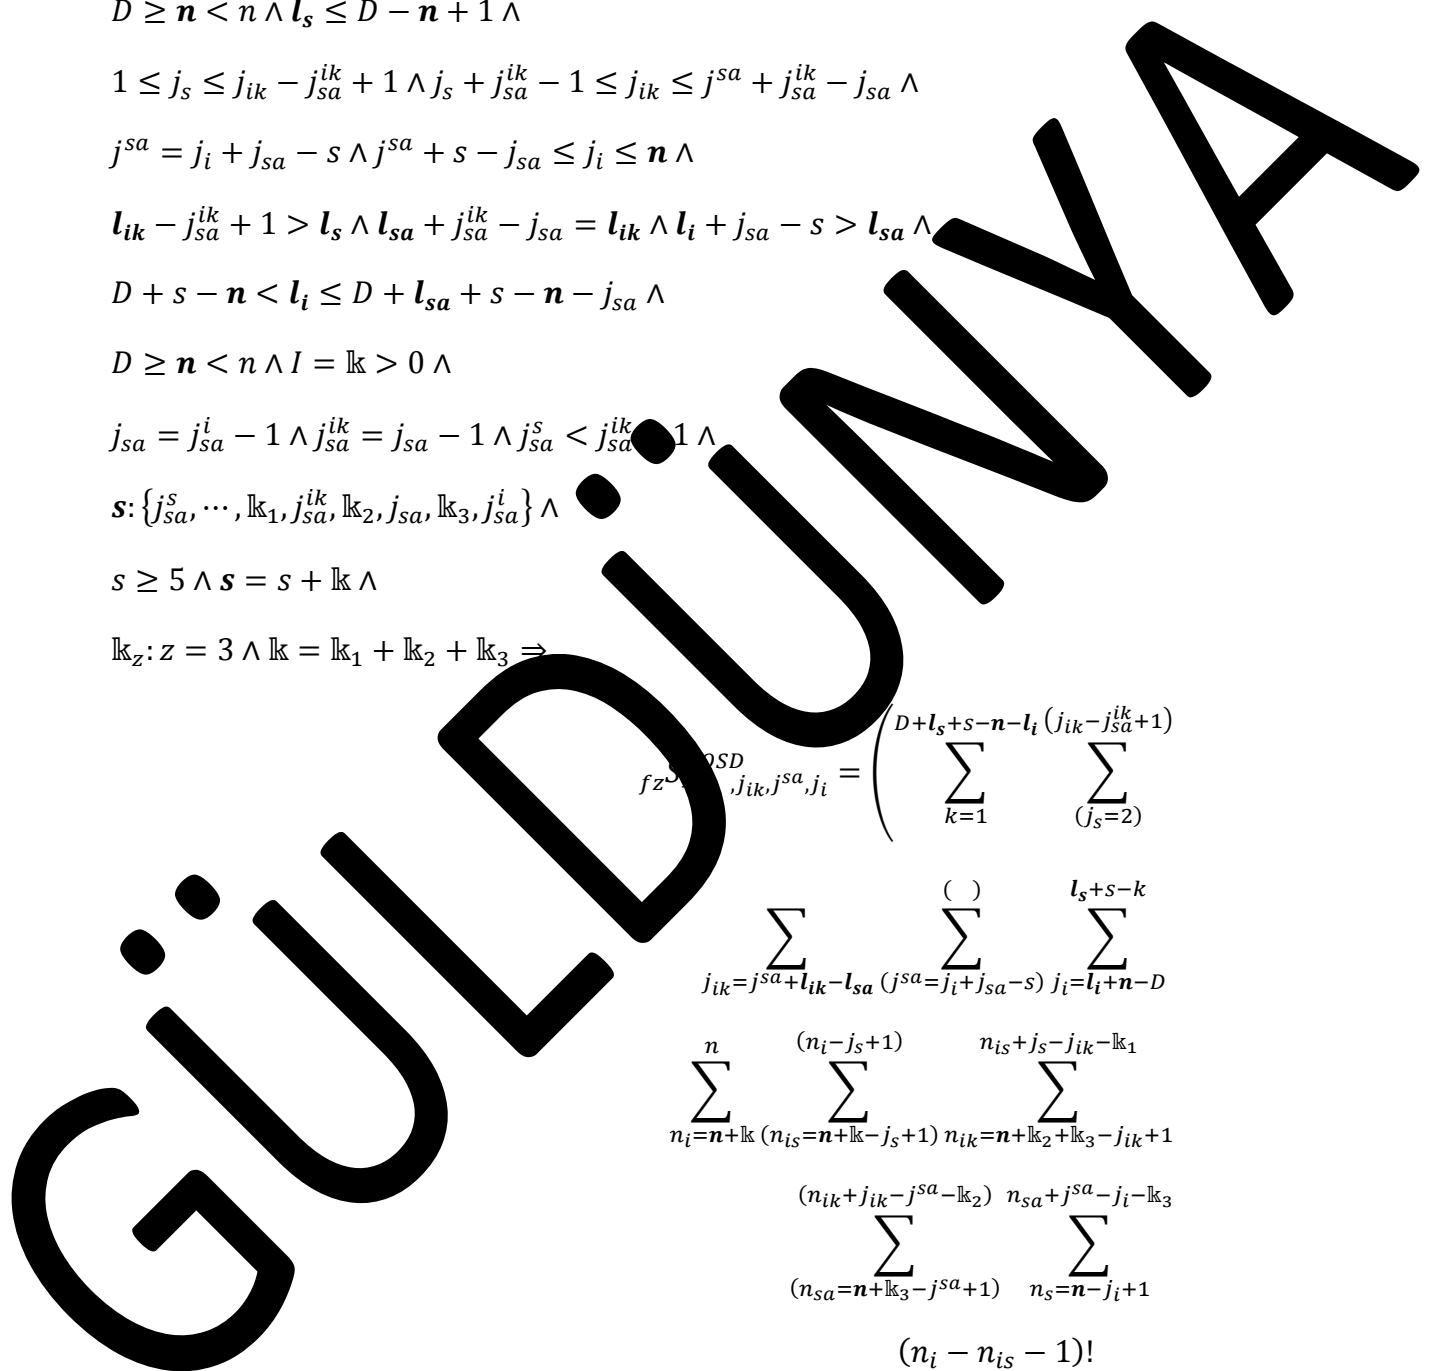 D ≥ 𝒏 < n ∧ 𝒍ₛ ≤ D − 𝒏 + 1 ∧
1 ≤ j_s ≤ j_{ik} − j_{sa}^{ik} + 1 ∧ j_s + j_{sa}^{ik} − 1 ≤ j_{ik} ≤ j^{sa} + j_{sa}^{ik} − j_{sa} ∧
j^{sa} = j_i + j_{sa} − s ∧ j^{sa} + s − j_{sa} ≤ j_i ≤ 𝒏 ∧
𝒍_{ik} − j_{sa}^{ik} + 1 > 𝒍_s ∧ 𝒍_{sa} + j_{sa}^{ik} − j_{sa} = 𝒍_{ik} ∧ 𝒍_i + j_{sa} − s > 𝒍_{sa} ∧
D + s − 𝒏 < 𝒍_i ≤ D + 𝒍_{sa} + s − 𝒏 − j_{sa} ∧
D ≥ 𝒏 < n ∧ I = 𝕜 > 0 ∧
j_{sa} = j_{sa}^{i} − 1 ∧ j_{sa}^{ik} = j_{sa} − 1 ∧ j_{sa}^{s} < j_{sa}^{ik} 1 ∧
𝒔: {j_{sa}^{s}, ⋯, 𝕜_1, j_{sa}^{ik}, 𝕜_2, j_{sa}, 𝕜_3, j_{sa}^{i}} ∧
s ≥ 5 ∧ 𝒔 = s + 𝕜 ∧
𝕜_z: z = 3 ∧ 𝕜 = 𝕜_1 + 𝕜_2 + 𝕜_3 ⇒
_{fz}S^{OSD}_{,j_{ik},j^{sa},j_i} = ( ∑_{k=1}^{D+𝒍_s+s−𝒏−𝒍_i} ∑_{(j_s=2)}^{(j_{ik}−j_{sa}^{ik}+1)}
∑_{j_{ik}=j^{sa}+𝒍_{ik}−𝒍_{sa}} ∑_{(j^{sa}=j_i+j_{sa}−s)}^{( )} ∑_{j_i=𝒍_i+𝒏−D}^{𝒍_s+s−k}
∑_{n_i=𝒏+𝕜}^{n} ∑_{(n_{is}=𝒏+𝕜−j_s+1)}^{(n_i−j_s+1)} ∑_{n_{ik}=𝒏+𝕜_2+𝕜_3−j_{ik}+1}^{n_{is}+j_s−j_{ik}−𝕜_1}
∑_{(n_{sa}=𝒏+𝕜_3−j^{sa}+1)}^{(n_{ik}+j_{ik}−j^{sa}−𝕜_2)} ∑_{n_s=𝒏−j_i+1}^{n_{sa}+j^{sa}−j_i−𝕜_3}
(n_i − n_{is} − 1)!
GÜLDÜNYA